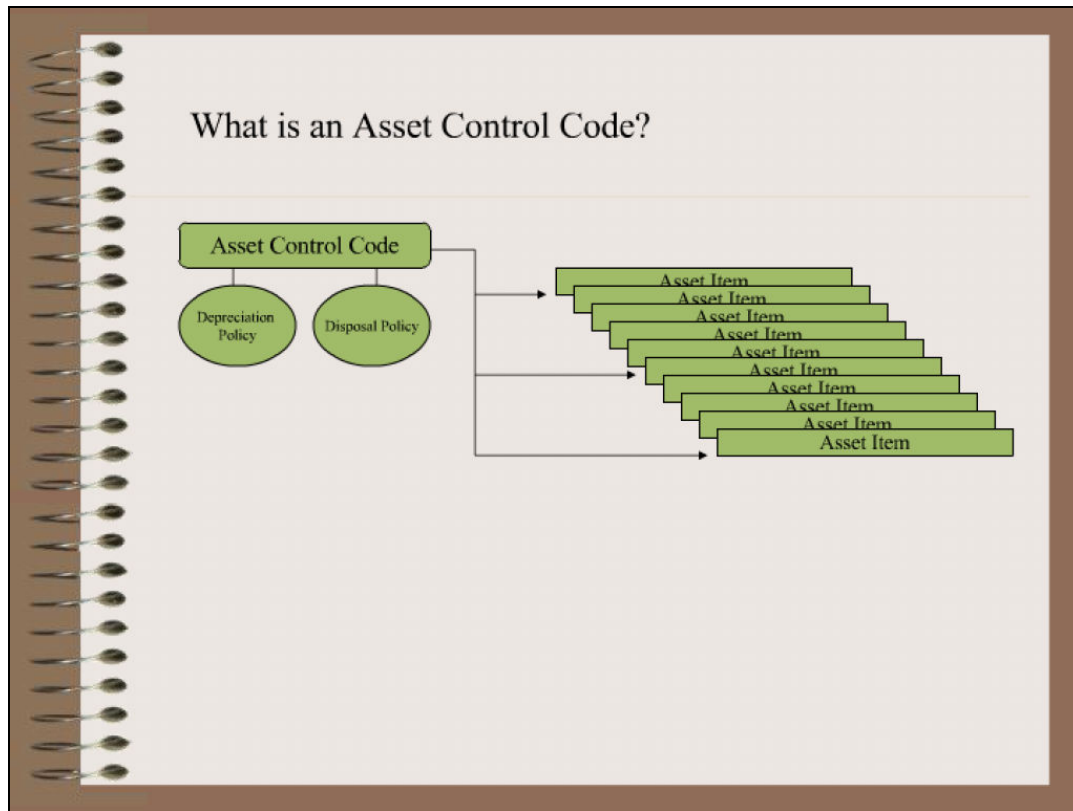 What is an Asset Control Code?
Asset Control Code
Depreciation
Policy
Disposal Policy
Asset Item
Asset Item
Asset Item
Asset Item
Asset Item
Asset Item
Asset Item
Asset Item
Asset Item
Asset Item